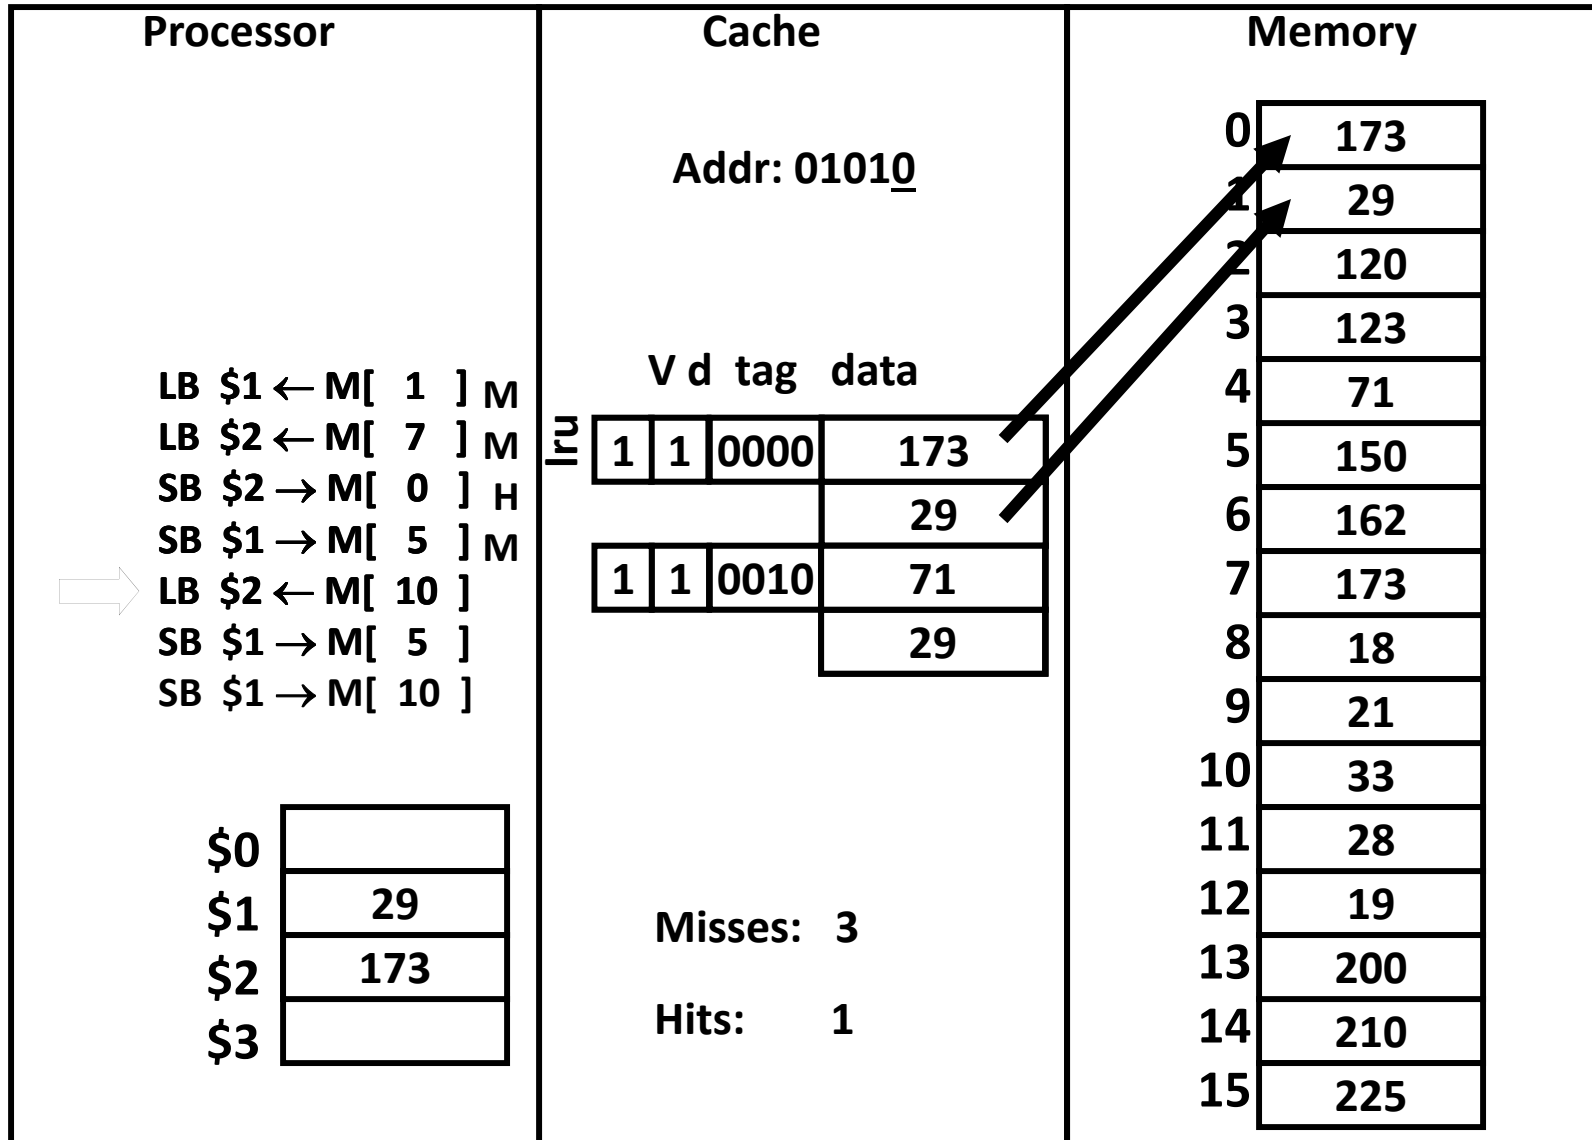 Processor
LB $1 ← M[ 1 ] M
LB $2 ← M[ 7 ] M
SB $2 → M[ 0 ] H
SB $1 → M[ 5 ] M
LB $2 ← M[ 10 ]
SB $1 → M[ 5 ]
SB $1 → M[ 10 ]
$0
$1 29
$2 173
$3
Cache
Addr: 01010
V d tag data
lru 1 1 0000 173
29
1 1 0010 71
29
Misses: 3
Hits: 1
Memory
0 173
1 29
2 120
3 123
4 71
5 150
6 162
7 173
8 18
9 21
10 33
11 28
12 19
13 200
14 210
15 225